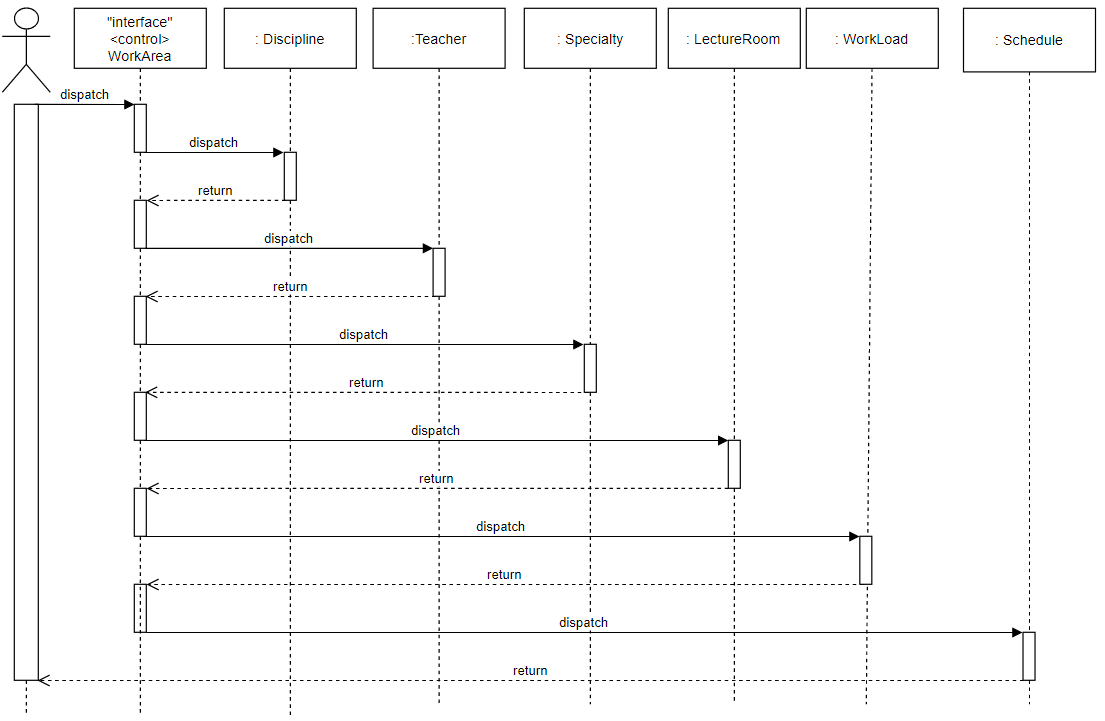 "interface"
<control>
WorkArea
: Discipline
:Teacher
: Specialty
: LectureRoom
: WorkLoad
: Schedule
dispatch
dispatch
return
dispatch
return
dispatch
return
dispatch
return
dispatch
return
dispatch
return